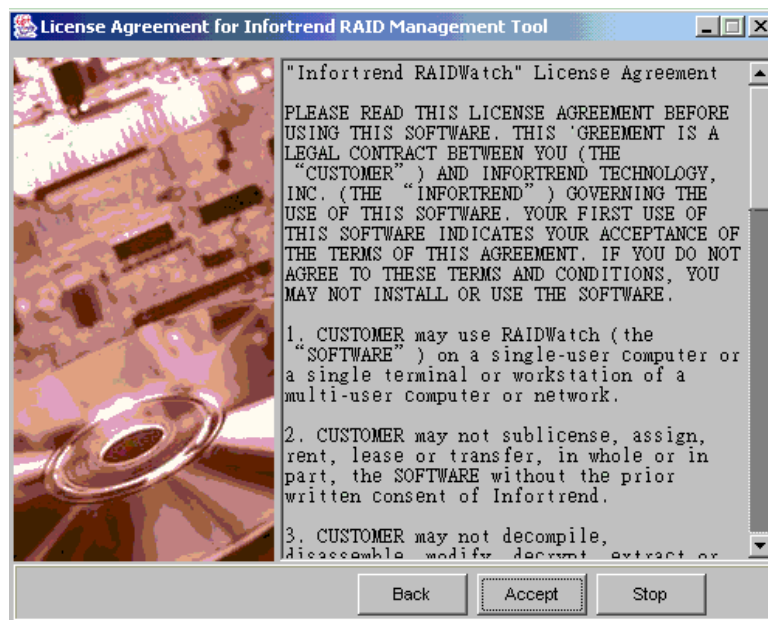 License Agreement for Infortrend RAID Management Tool
"Infortrend RAIDWatch" License Agreement
PLEASE READ THIS LICENSE AGREEMENT BEFORE
USING THIS SOFTWARE. THIS 'GREEMENT IS A
LEGAL CONTRACT BETWEEN YOU (THE
“CUSTOMER” ) AND INFORTREND TECHNOLOGY,
INC. (THE “INFORTREND” ) GOVERNING THE
USE OF THIS SOFTWARE. YOUR FIRST USE OF
THIS SOFTWARE INDICATES YOUR ACCEPTANCE OF
THE TERMS OF THIS AGREEMENT. IF YOU DO NOT
AGREE TO THESE TERMS AND CONDITIONS, YOU
MAY NOT INSTALL OR USE THE SOFTWARE.
1. CUSTOMER may use RAIDWatch (the
“SOFTWARE” ) on a single-user computer or
a single terminal or workstation of a
multi-user computer or network.
2. CUSTOMER may not sublicense, assign,
rent, lease or transfer, in whole or in
part, the SOFTWARE without the prior
written consent of Infortrend.
3. CUSTOMER may not decompile,
disassemble, modify, decrypt, extract or
Back
Accept
Stop